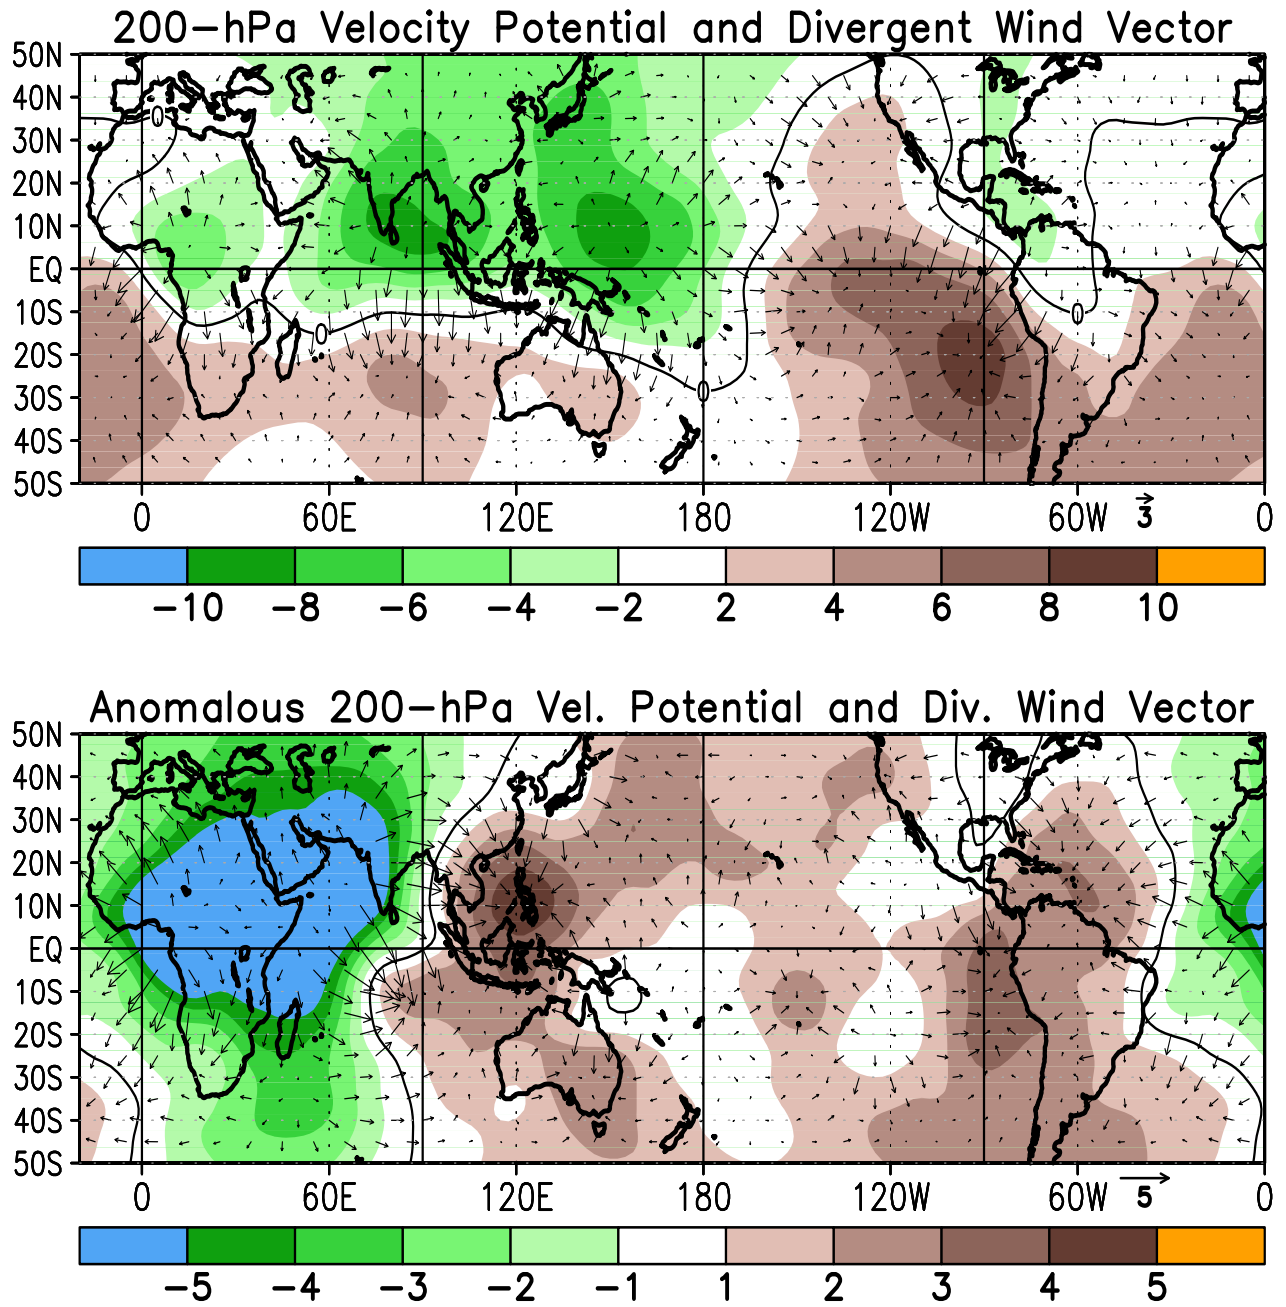 200-hPa Velocity Potential and Divergent Wind Vector
50N
40N
30N
20N
10N
EQ
10S
20S
30S
40S
50S
0
0
0
0
0 60E 120E 180 120W 60W 3 0
-10 -8 -6 -4 -2 2 4 6 8 10
Anomalous 200-hPa Vel. Potential and Div. Wind Vector
50N
40N
30N
20N
10N
EQ
10S
20S
30S
40S
50S
0 60E 120E 180 120W 60W 5 0
-5 -4 -3 -2 -1 1 2 3 4 5